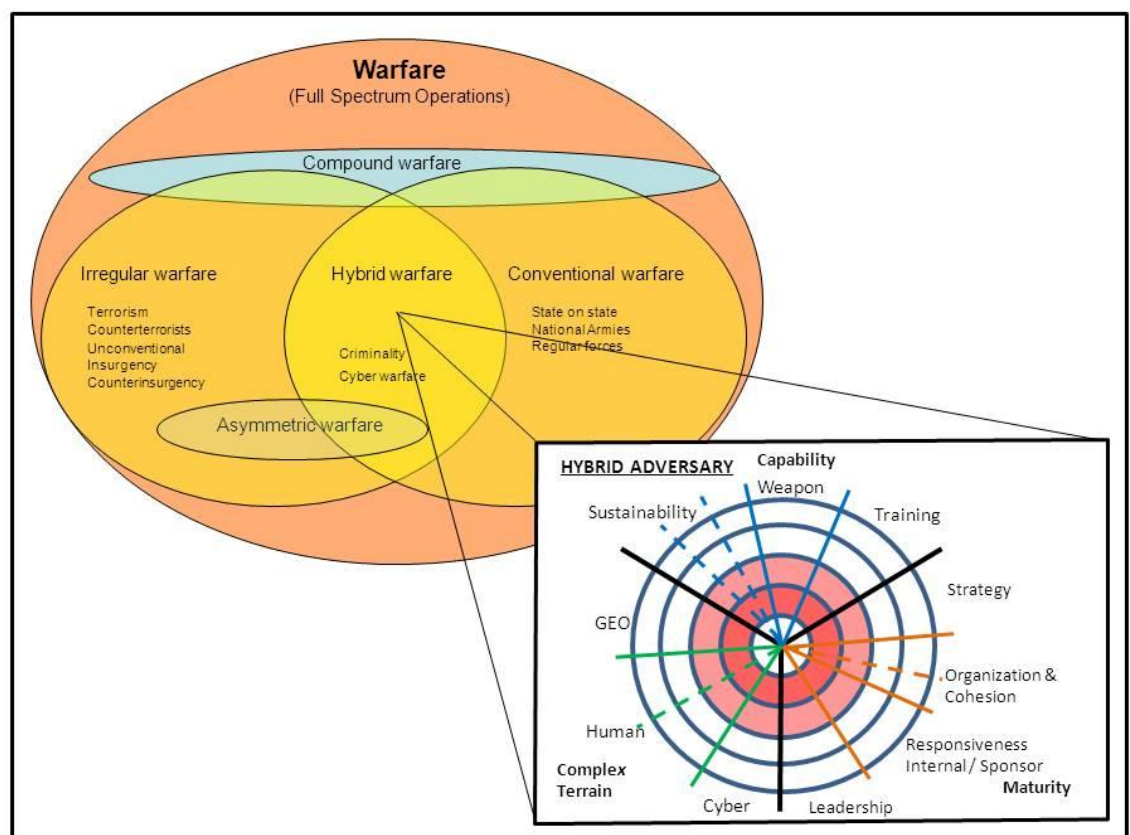 Warfare
(Full Spectrum Operations)
Compound warfare
Irregular warfare
Terrorism
Counterterrorists
Unconventional
Insurgency
Counterinsurgency
Hybrid warfare
Criminality
Cyber warfare
Conventional warfare
State on state
National Armies
Regular forces
Asymmetric warfare
HYBRID ADVERSARY
Capability
Weapon
Sustainability
Training
Strategy
GEO
Organization &
Cohesion
Human
Responsiveness
Internal / Sponsor
Complex
Terrain
Maturity
Cyber
Leadership